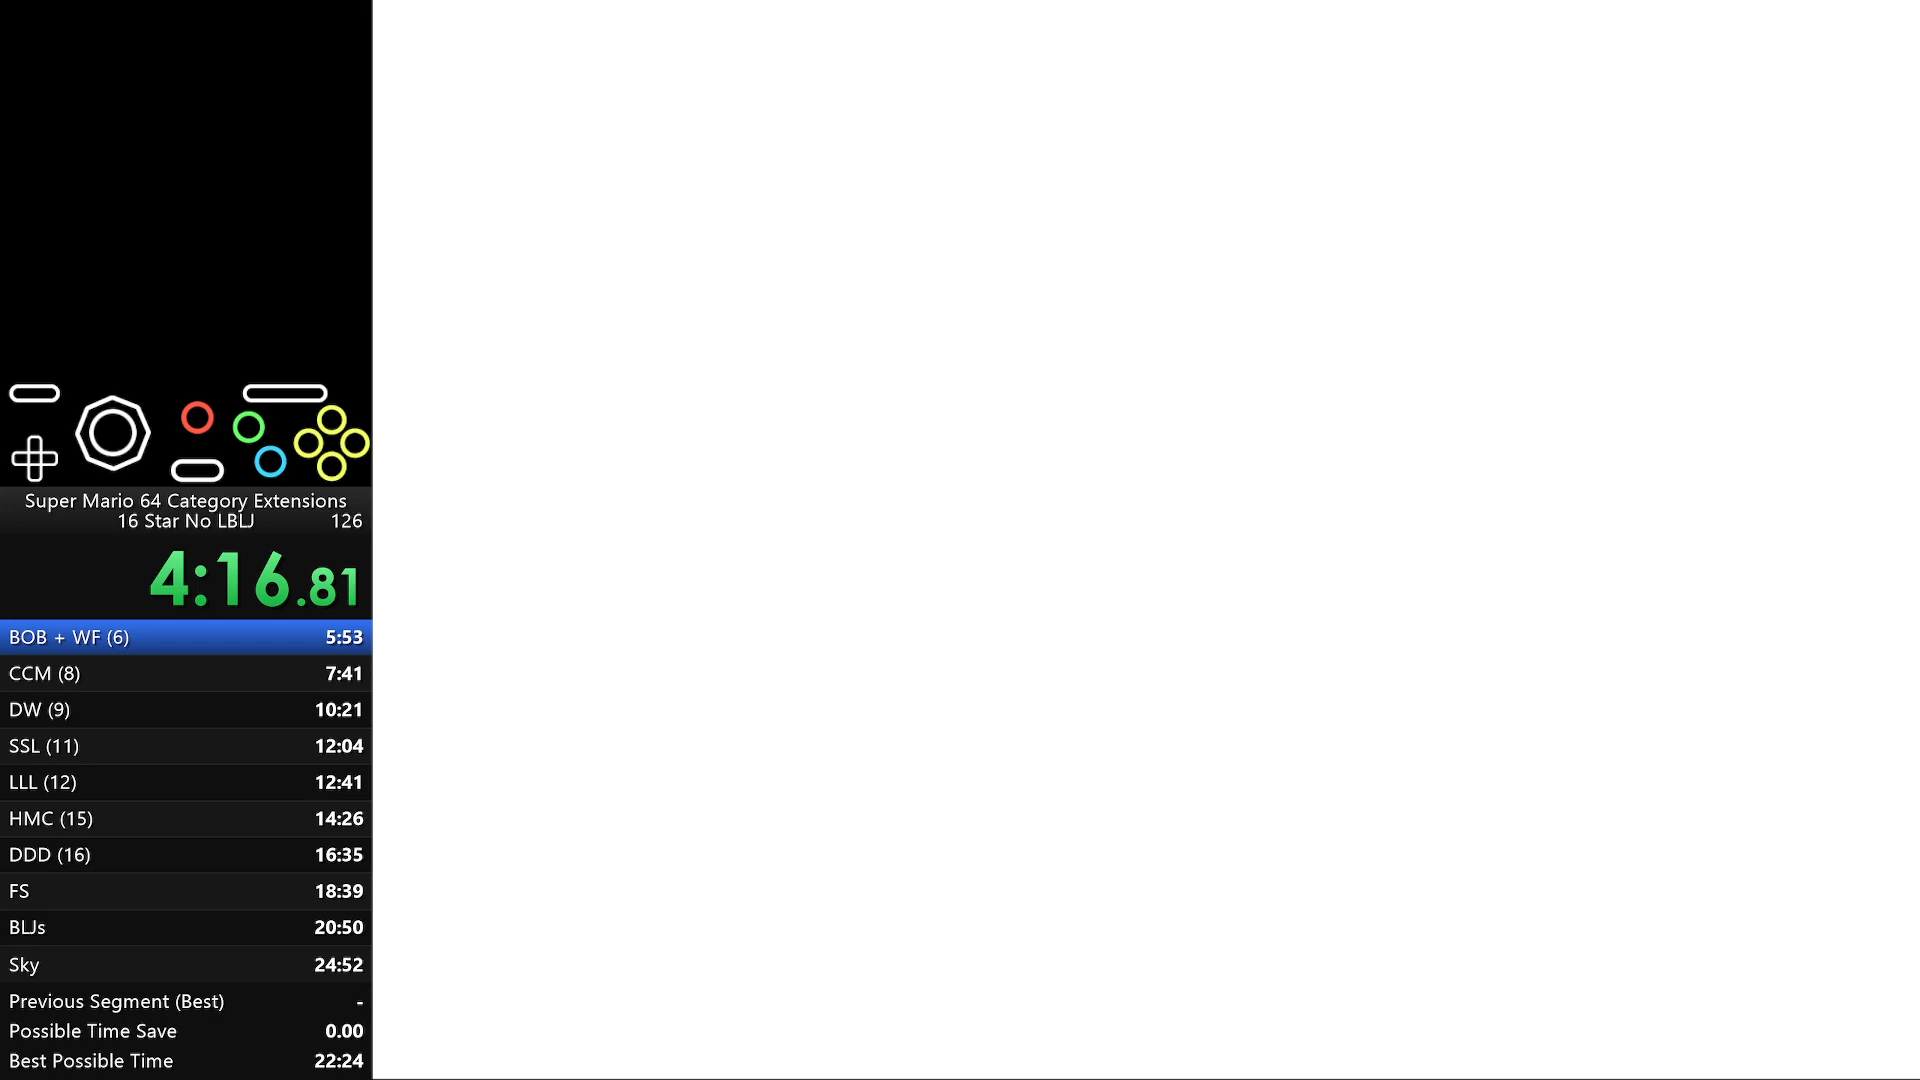 Super Mario 64 Category Extensions
16 Star No LBLJ 126
4:16.81
BOB + WF (6) 5:53
CCM (8) 7:41
DW (9) 10:21
SSL (11) 12:04
LLL (12) 12:41
HMC (15) 14:26
DDD (16) 16:35
FS 18:39
BLJs 20:50
Sky 24:52
Previous Segment (Best) -
Possible Time Save 0.00
Best Possible Time 22:24